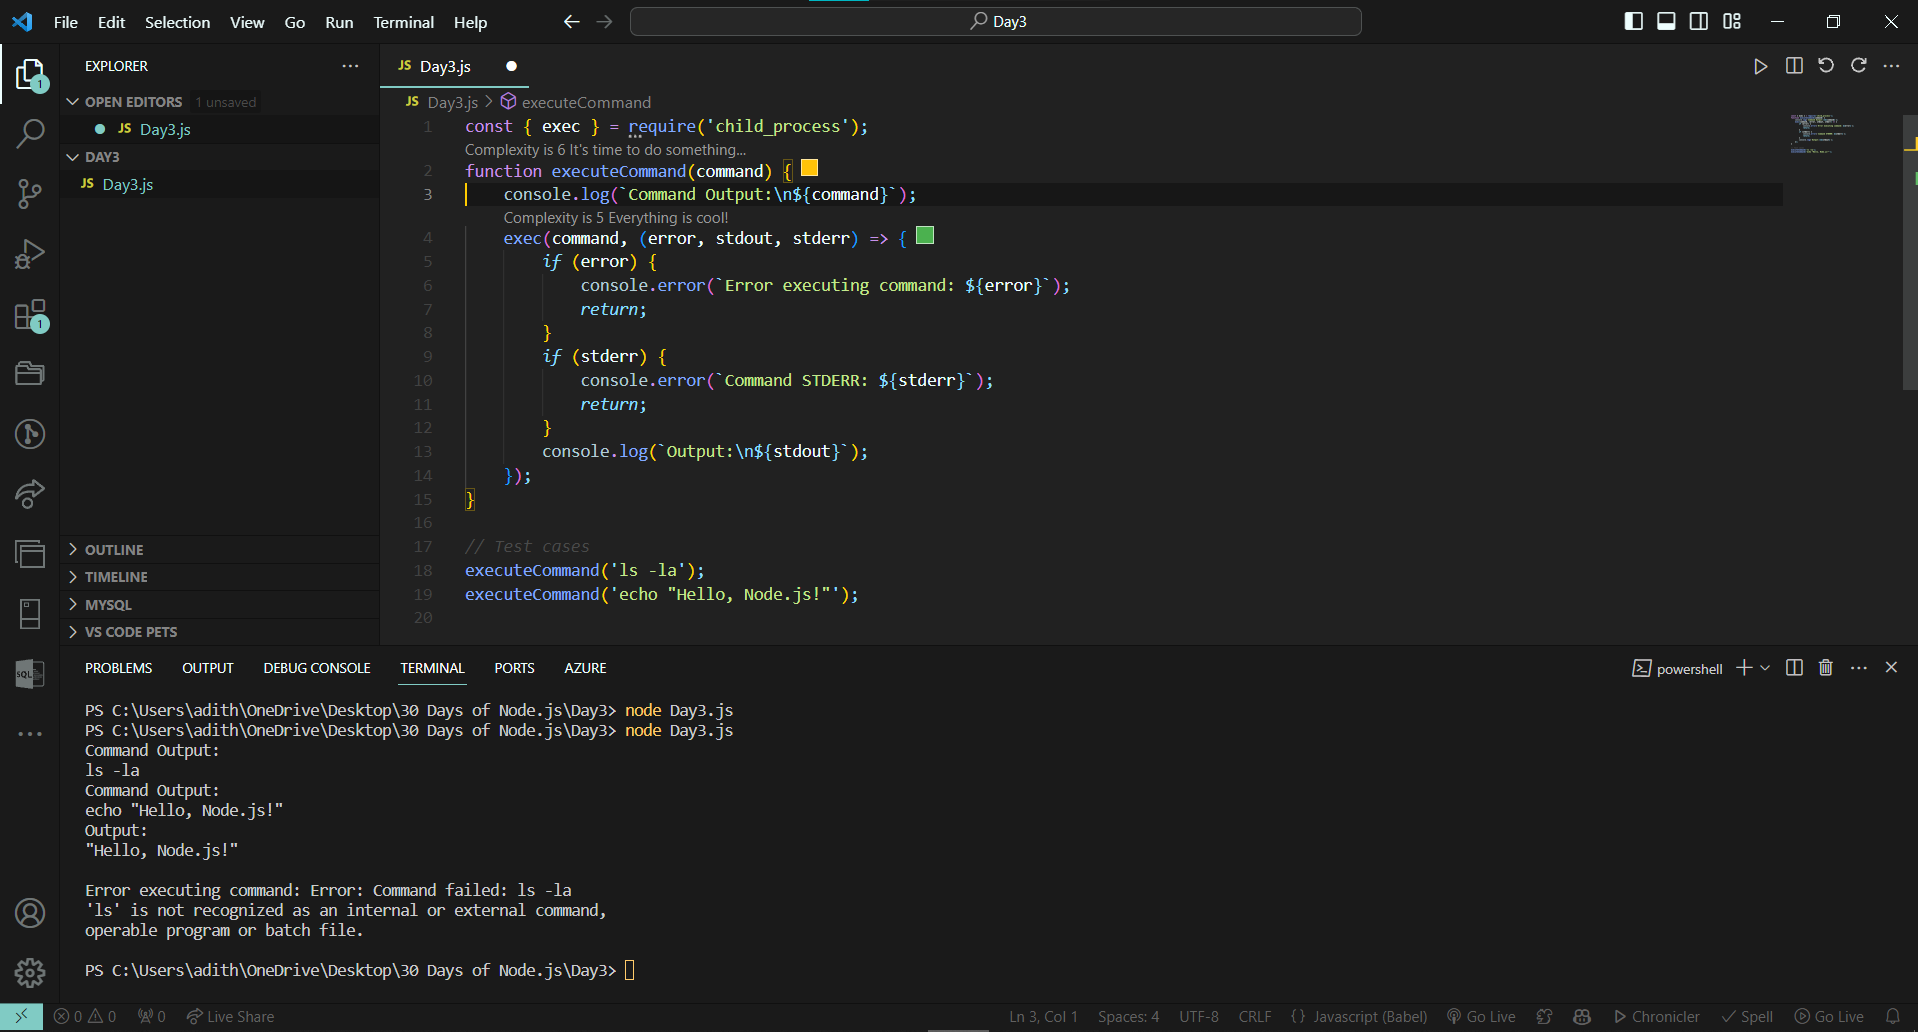 File Edit Selection View Go Run Terminal Help
Day3
EXPLORER
OPEN EDITORS 1 unsaved
JS Day3.js
DAY3
JS Day3.js
OUTLINE
TIMELINE
MYSQL
VS CODE PETS
1
1
SQL
JS Day3.js
JS Day3.js > executeCommand
1 const { exec } = require('child_process');
Complexity is 6 It's time to do something...
2 function executeCommand(command) {
3 console.log(`Command Output:\n${command}`);
Complexity is 5 Everything is cool!
4 exec(command, (error, stdout, stderr) => {
5 if (error) {
6 console.error(`Error executing command: ${error}`);
7 return;
8 }
9 if (stderr) {
10 console.error(`Command STDERR: ${stderr}`);
11 return;
12 }
13 console.log(`Output:\n${stdout}`);
14 });
15 }
16
17 // Test cases
18 executeCommand('ls -la');
19 executeCommand('echo "Hello, Node.js!"');
20
PROBLEMS OUTPUT DEBUG CONSOLE TERMINAL PORTS AZURE
powershell
PS C:\Users\adith\OneDrive\Desktop\30 Days of Node.js\Day3> node Day3.js
PS C:\Users\adith\OneDrive\Desktop\30 Days of Node.js\Day3> node Day3.js
Command Output:
ls -la
Command Output:
echo "Hello, Node.js!"
Output:
"Hello, Node.js!"
Error executing command: Error: Command failed: ls -la
'ls' is not recognized as an internal or external command,
operable program or batch file.
PS C:\Users\adith\OneDrive\Desktop\30 Days of Node.js\Day3>
0 0 0 Live Share Ln 3, Col 1 Spaces: 4 UTF-8 CRLF {} Javascript (Babel) Go Live Chronicler Spell Go Live